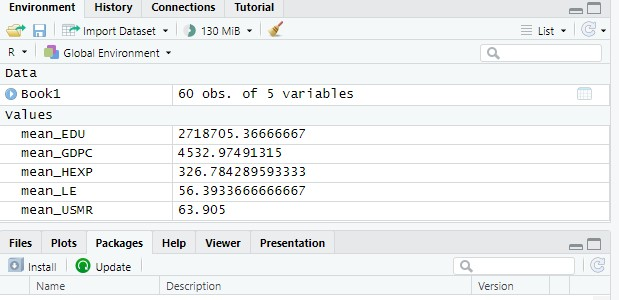 Environment History Connections Tutorial
Import Dataset 130 MiB List
R Global Environment
Data
Book1 60 obs. of 5 variables
Values
mean_EDU 2718705.36666667
mean_GDPC 4532.97491315
mean_HEXP 326.784289593333
mean_LE 56.3933666666667
mean_USMR 63.905
Files Plots Packages Help Viewer Presentation
Install Update
Name Description Version